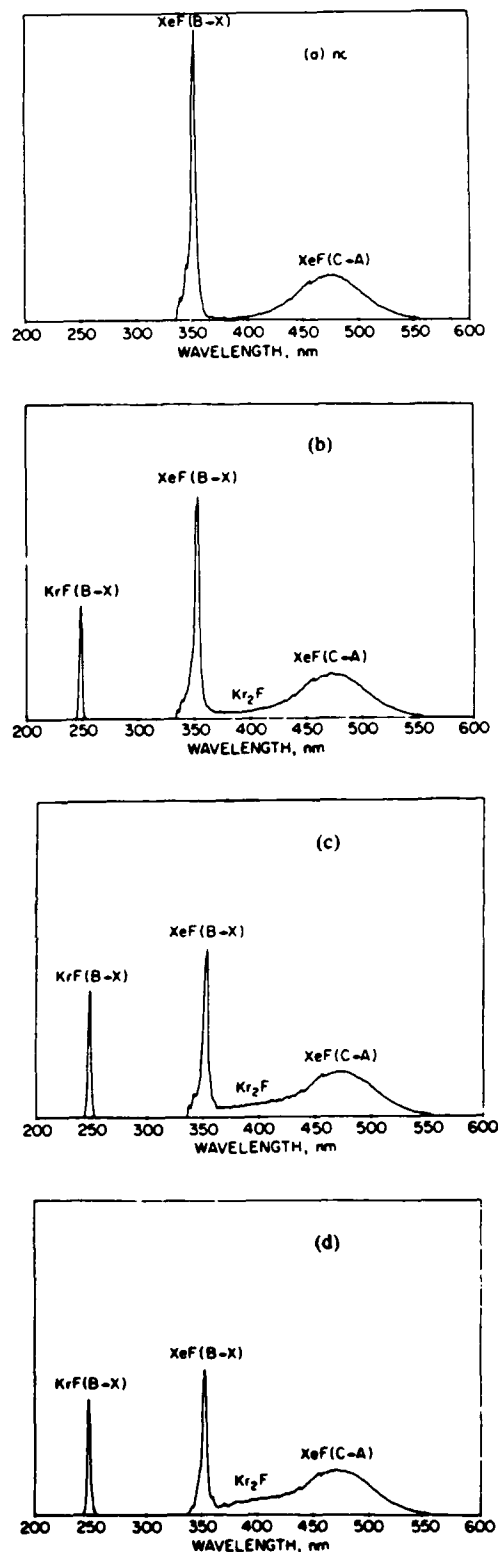 XeF(B→X)
(a) nc
XeF(C→A)
200 250 300 350 400 450 500 550 600
WAVELENGTH, nm
(b)
XeF(B→X)
KrF(B→X)
XeF(C→A)
Kr₂F
200 250 300 350 400 450 500 550 600
WAVELENGTH, nm
(c)
XeF(B→X)
KrF(B→X)
XeF(C→A)
Kr₂F
200 250 300 350 400 450 500 550 600
WAVELENGTH, nm
(d)
XeF(B→X)
KrF(B→X)
XeF(C→A)
Kr₂F
200 250 300 350 400 450 500 550 600
WAVELENGTH, nm